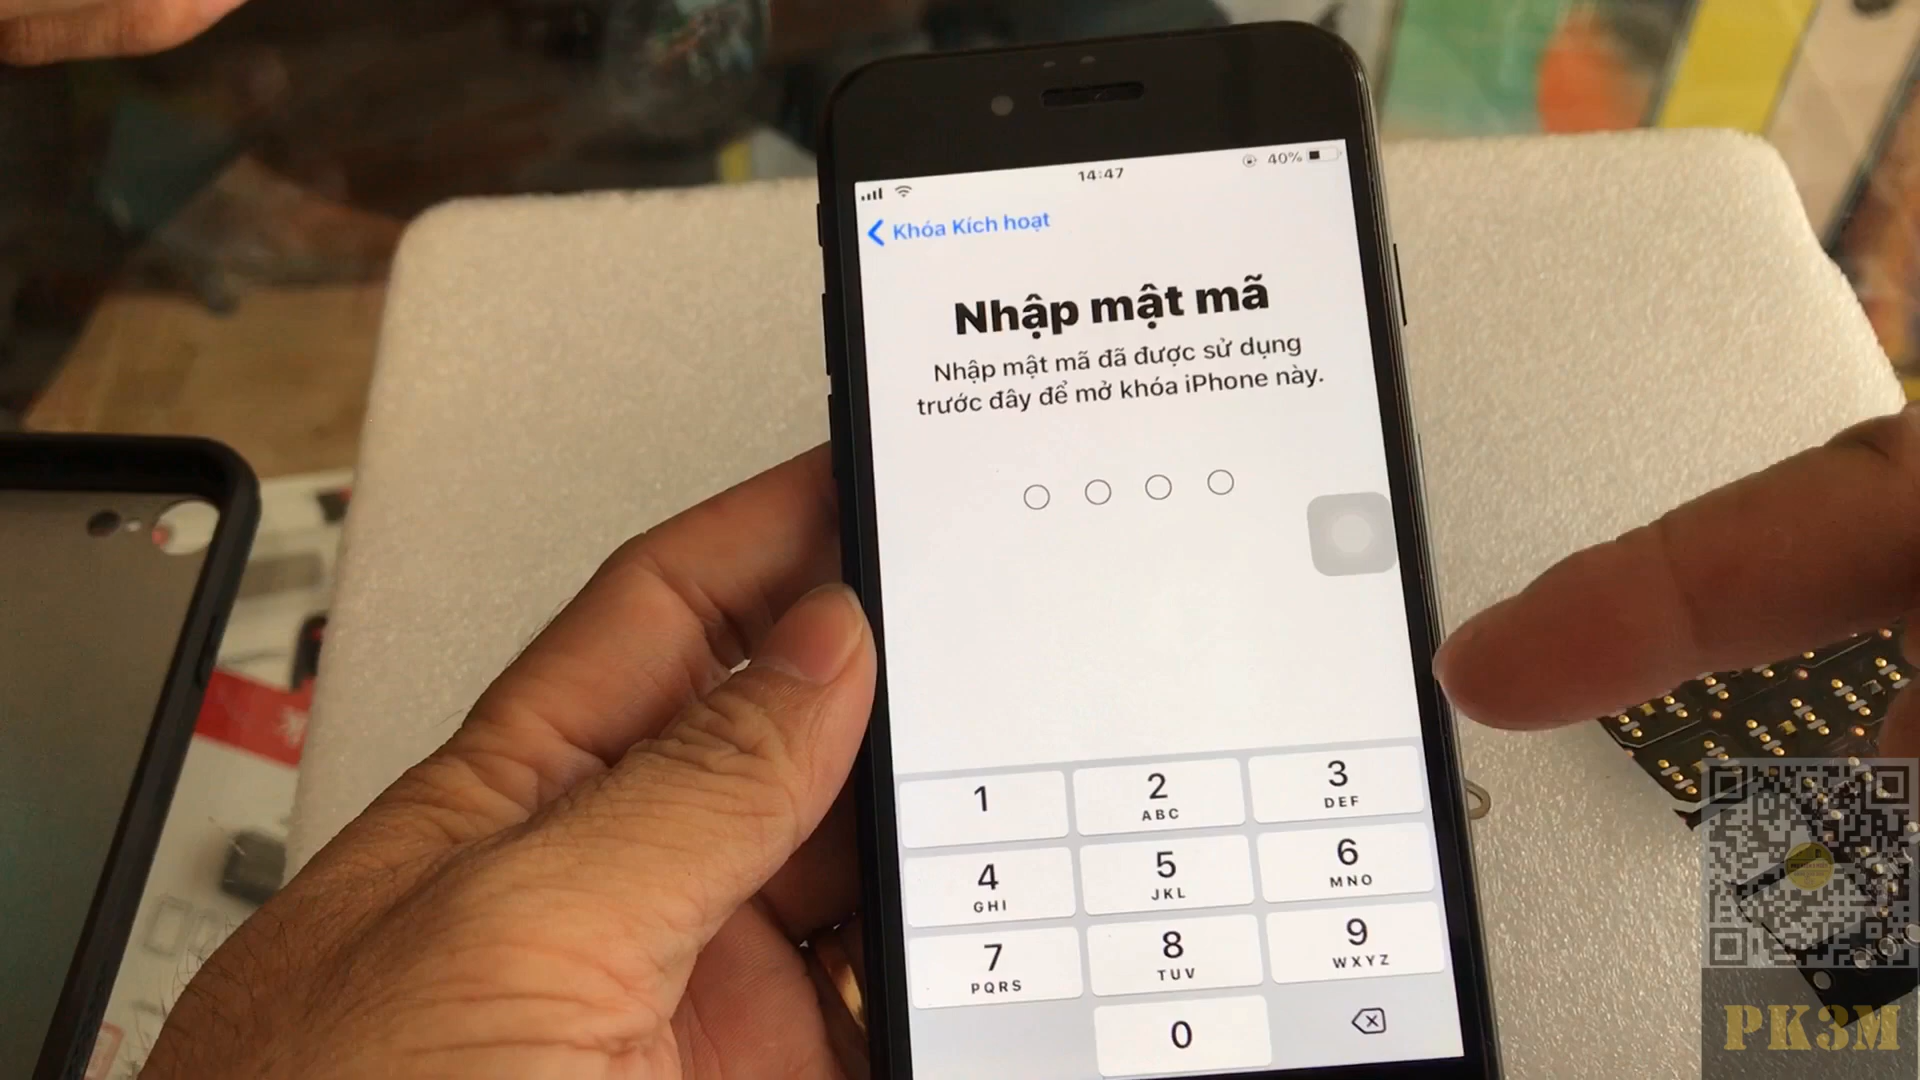 14:47
40%
Khóa Kích hoạt
Nhập mật mã
Nhập mật mã đã được sử dụng
trước đây để mở khóa iPhone này.
1
2
ABC
3
DEF
4
GHI
5
JKL
6
MNO
7
PQRS
8
TUV
9
WXYZ
0
PK3M